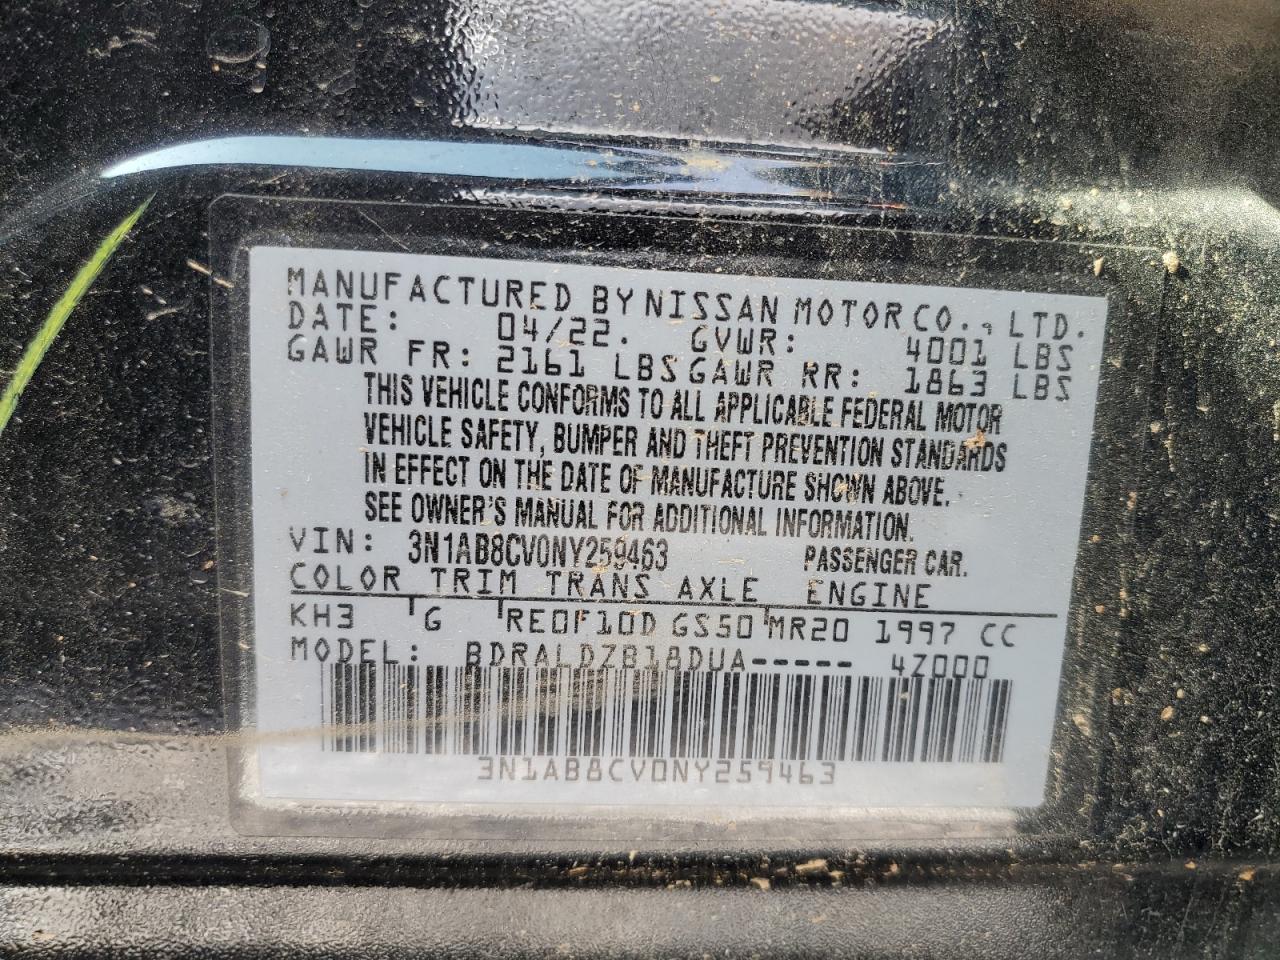 MANUFACTURED BY NISSAN MOTOR CO., LTD.
DATE: 04/22. GVWR: 4001 LBS
GAWR FR: 2161 LBS GAWR RR: 1863 LBS
THIS VEHICLE CONFORMS TO ALL APPLICABLE FEDERAL MOTOR
VEHICLE SAFETY, BUMPER AND THEFT PREVENTION STANDARDS
IN EFFECT ON THE DATE OF MANUFACTURE SHOWN ABOVE.
SEE OWNER'S MANUAL FOR ADDITIONAL INFORMATION.
VIN: 3N1AB8CV0NY259463 PASSENGER CAR.
COLOR TRIM TRANS AXLE ENGINE
KH3 G RE0F10D GS50 MR20 1997 CC
MODEL: BDRALDZB18DUA----- 4Z000
3N1AB8CV0NY259463